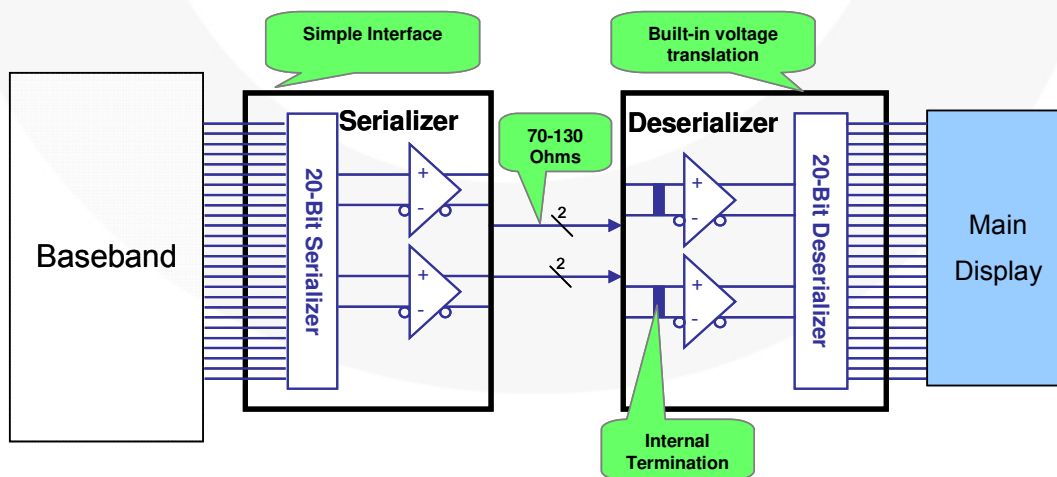 Simple Interface
Built-in voltage
translation
Serializer
Deserializer
70-130
Ohms
Baseband
20-Bit Serializer
+
-
+
-
2
2
+
-
+
-
20-Bit Deserializer
Main
Display
Internal
Termination